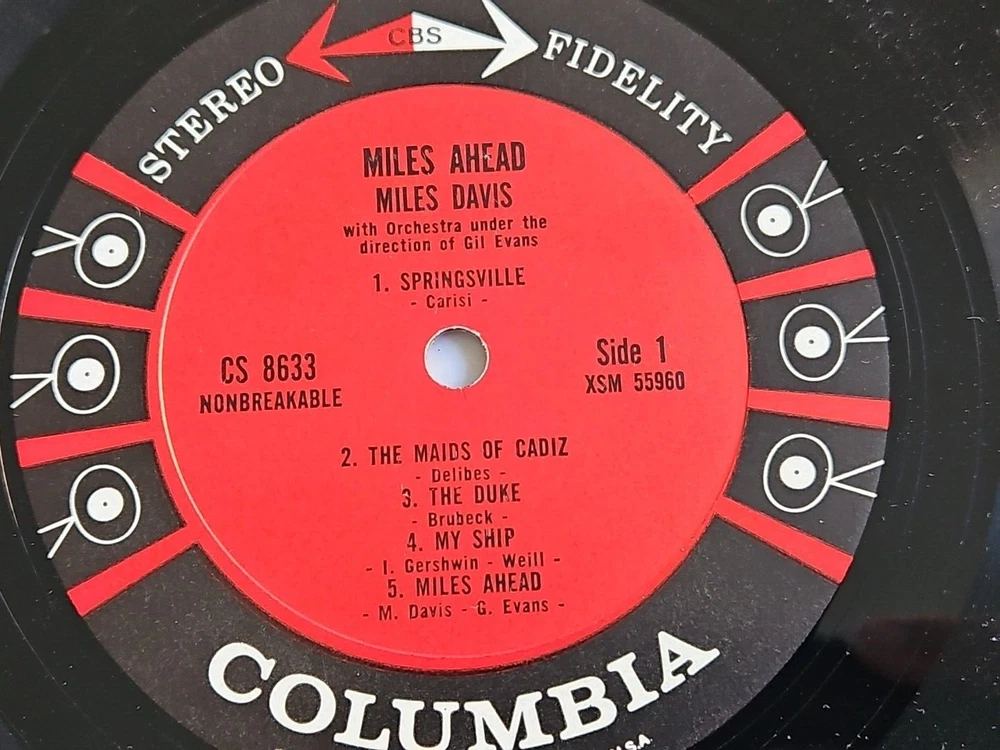 CBS
STEREO FIDELITY
MILES AHEAD
MILES DAVIS
with Orchestra under the
direction of Gil Evans
1. SPRINGSVILLE
- Carisi -
CS 8633
NONBREAKABLE
Side 1
XSM 55960
2. THE MAIDS OF CADIZ
- Delibes -
3. THE DUKE
- Brubeck -
4. MY SHIP
- I. Gershwin - Weill -
5. MILES AHEAD
- M. Davis - G. Evans -
COLUMBIA